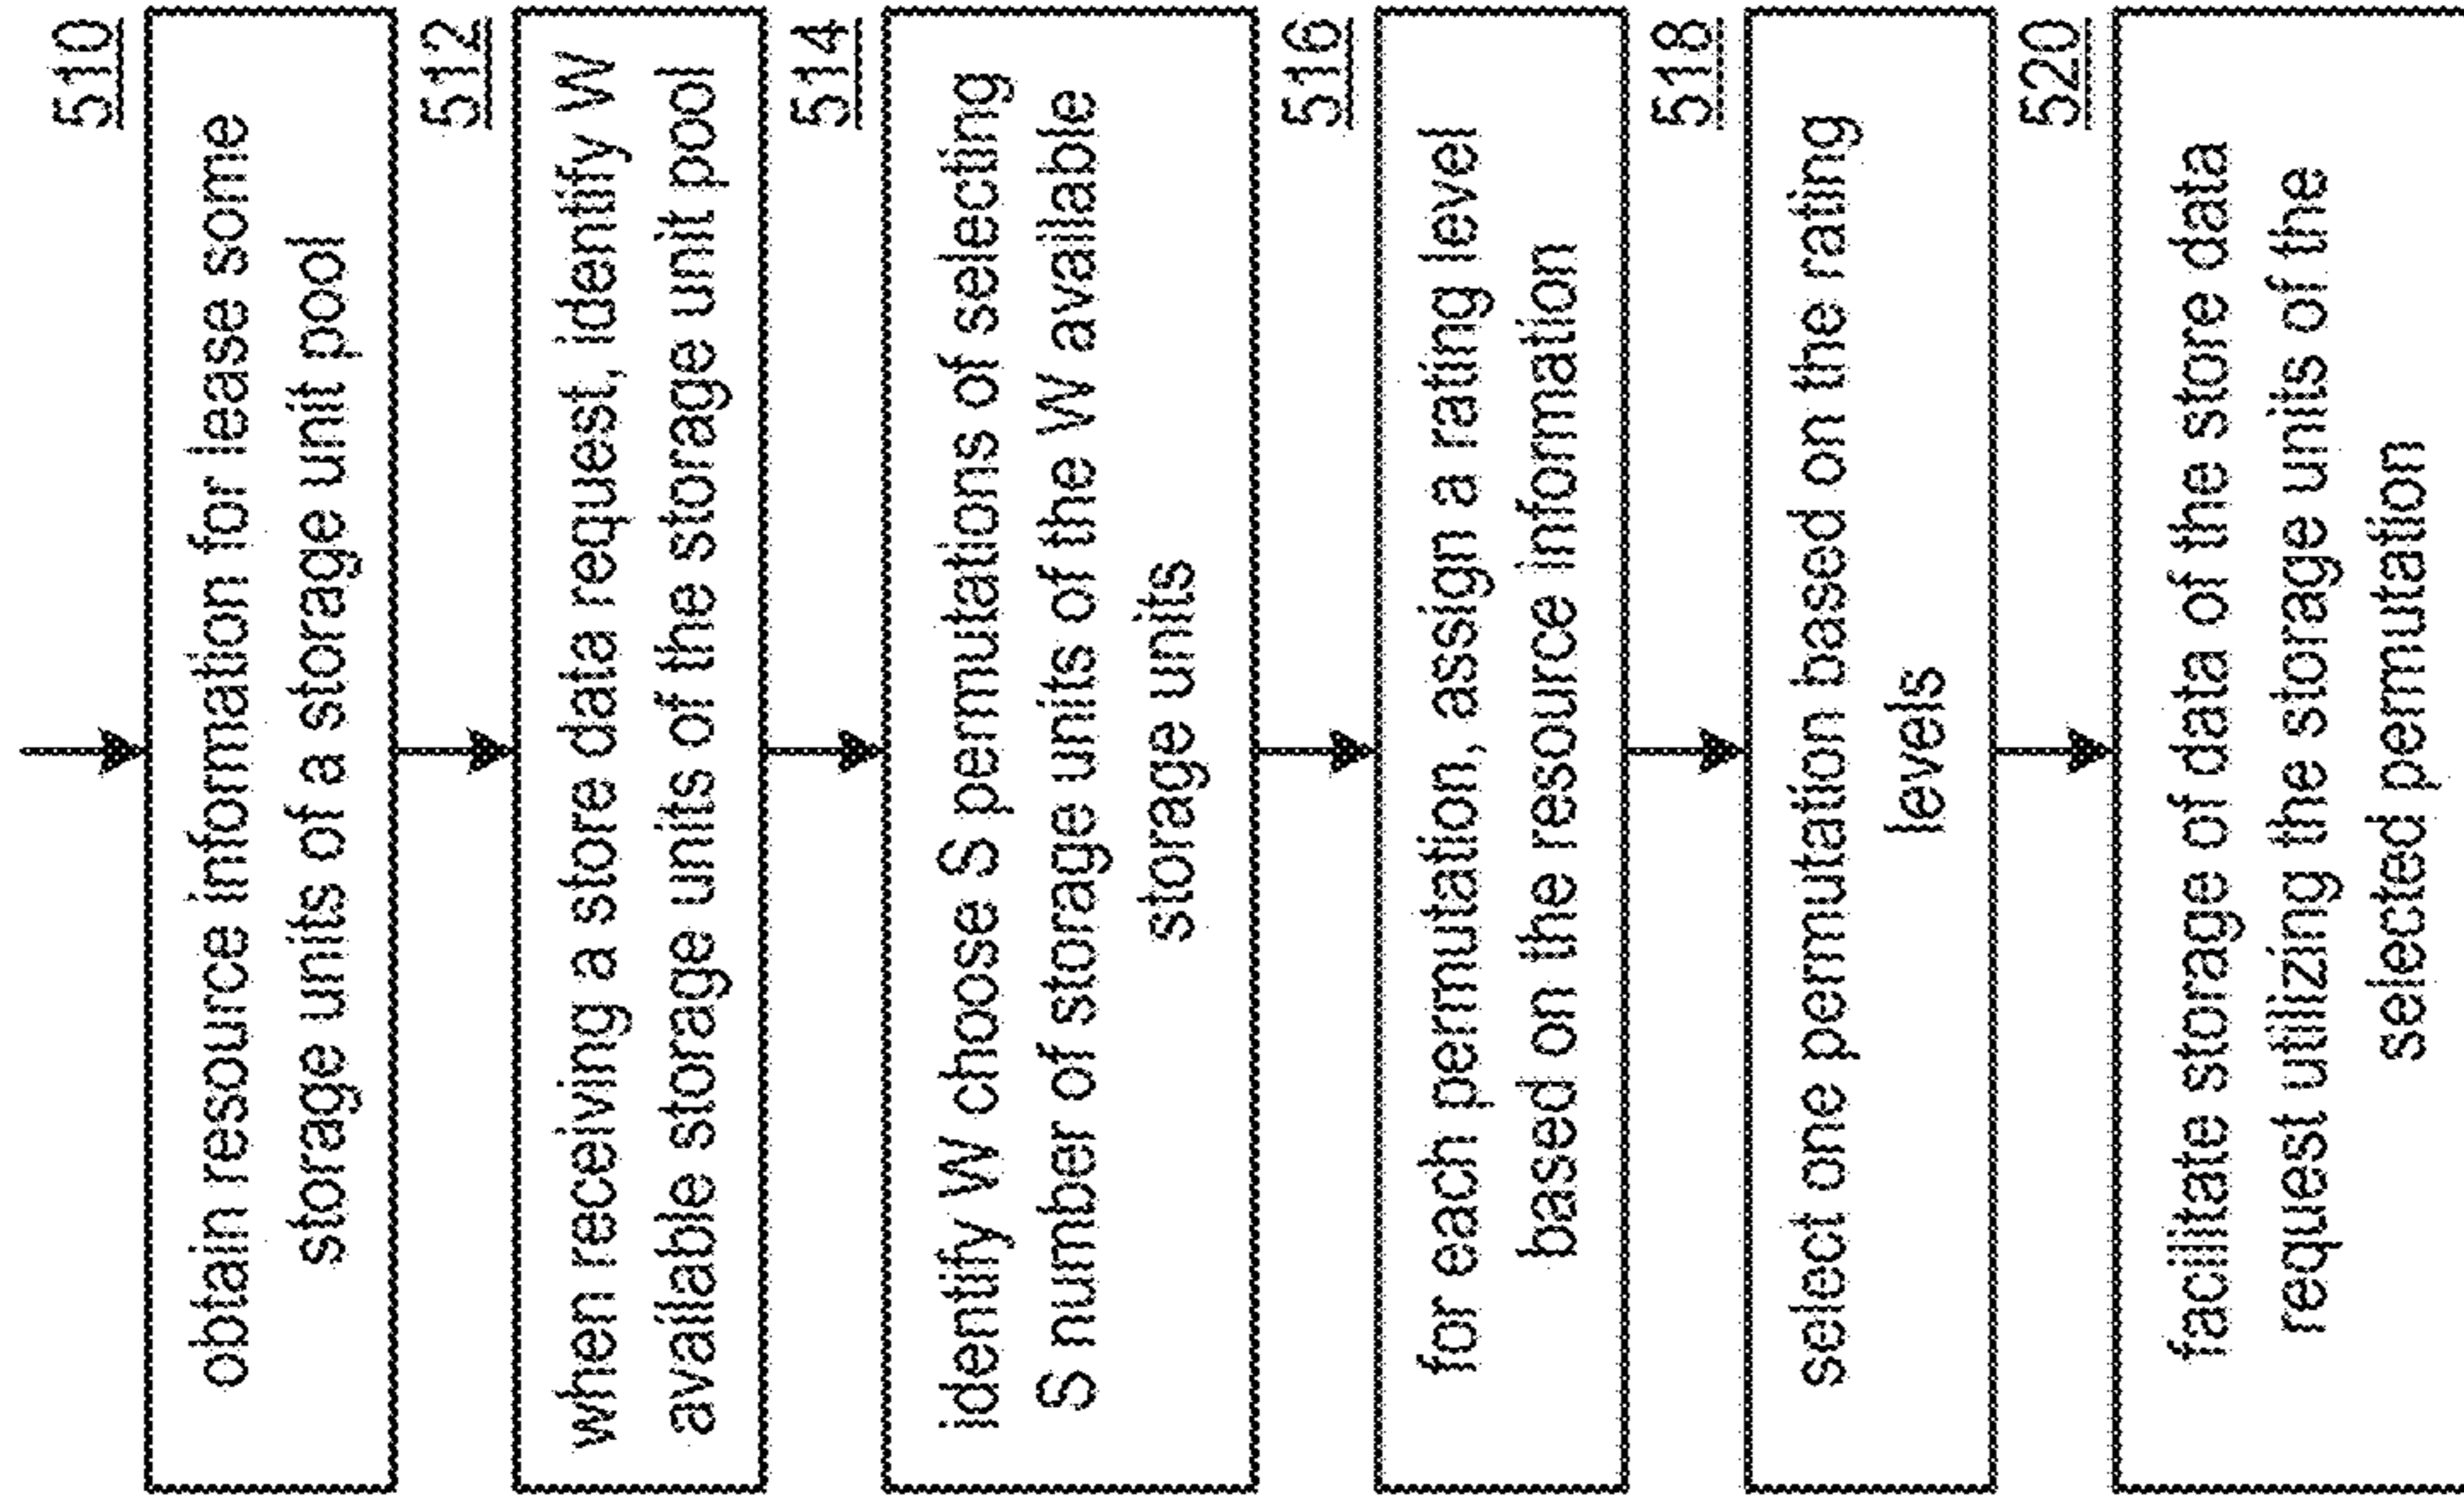 510
obtain resource information for lease some
storage units of a storage unit pool
512
when receiving a store data request, identify W
available storage units of the storage unit pool
514
identify W choose S permutations of selecting
S number of storage units of the W available
storage units
516
for each permutation, assign a rating level
based on the resource information
518
select one permutation based on the rating
levels
520
facilitate storage of data of the store data
request utilizing the storage units of the
selected permutation